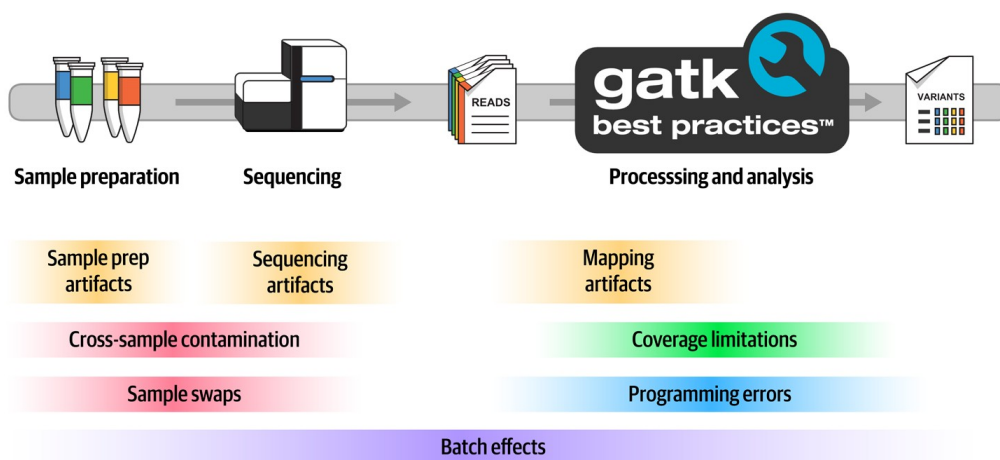 READS
gatk
best practices™
VARIANTS
Sample preparation
Sequencing
Processsing and analysis
Sample prep
artifacts
Sequencing
artifacts
Mapping
artifacts
Cross-sample contamination
Coverage limitations
Sample swaps
Programming errors
Batch effects